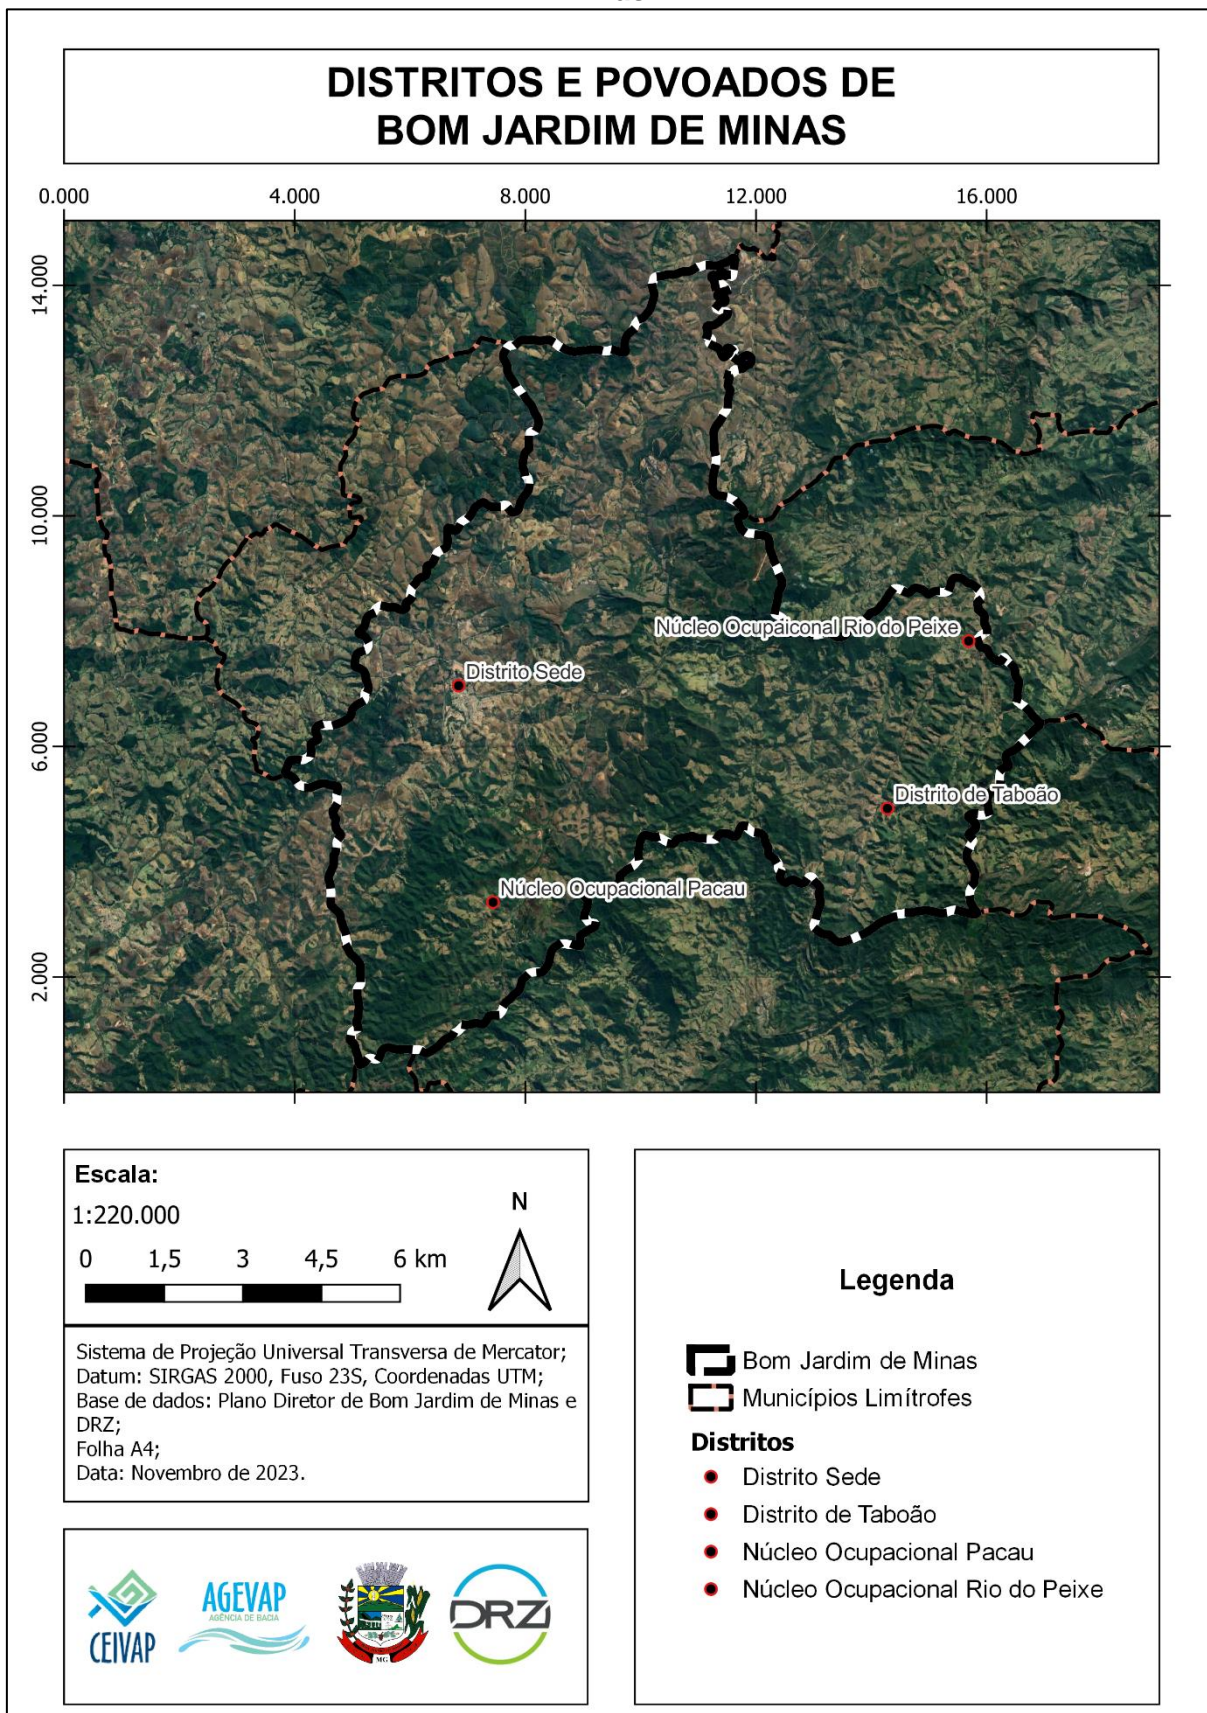 DISTRITOS E POVOADOS DE
BOM JARDIM DE MINAS
0.000
4.000
8.000
12.000
16.000
14.000
10.000
6.000
2.000
Núcleo Ocupaiconal Rio do Peixe
Distrito Sede
Distrito de Taboão
Núcleo Ocupacional Pacau
Escala:
1:220.000
0 1,5 3 4,5 6 km
N
Sistema de Projeção Universal Transversa de Mercator;
Datum: SIRGAS 2000, Fuso 23S, Coordenadas UTM;
Base de dados: Plano Diretor de Bom Jardim de Minas e
DRZ;
Folha A4;
Data: Novembro de 2023.
Legenda
Bom Jardim de Minas
Municípios Limítrofes
Distritos
Distrito Sede
Distrito de Taboão
Núcleo Ocupacional Pacau
Núcleo Ocupacional Rio do Peixe
CEIVAP
AGEVAP
AGÊNCIA DE BACIA
MG
DRZ